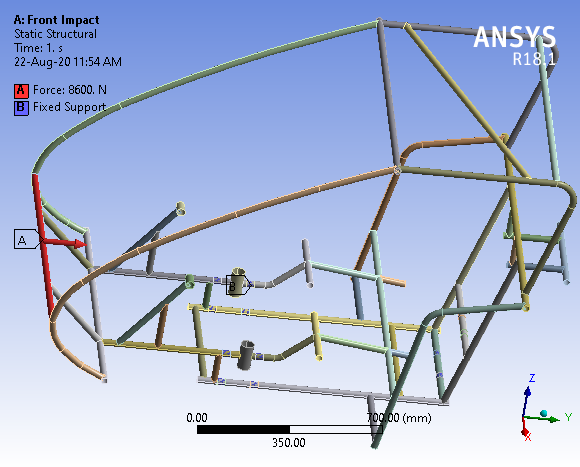 A: Front Impact
Static Structural
Time: 1. s
22-Aug-20 11:54 AM
A Force: 8600. N
B Fixed Support
ANSYS
R18.1
A
B
0.00 700.00 (mm)
350.00
Z
Y
X